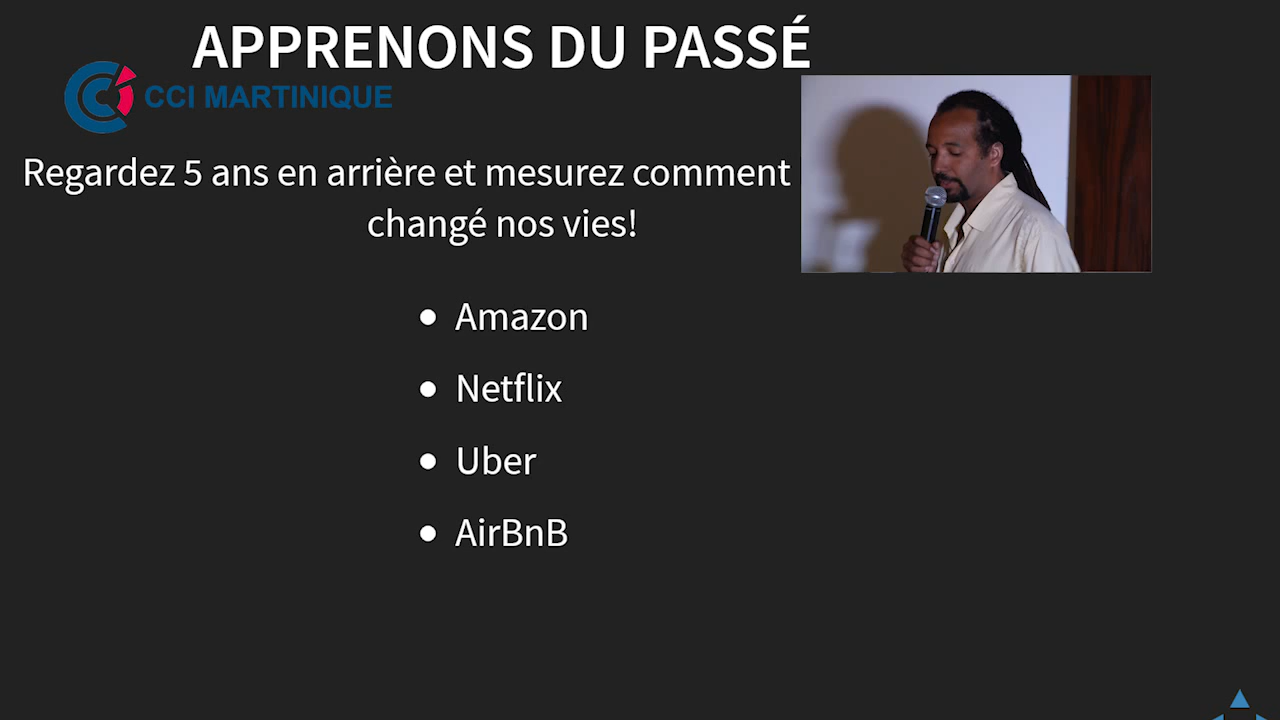 APPRENONS DU PASSÉ
CCI MARTINIQUE
Regardez 5 ans en arrière et mesurez comment
changé nos vies!
Amazon
Netflix
Uber
AirBnB